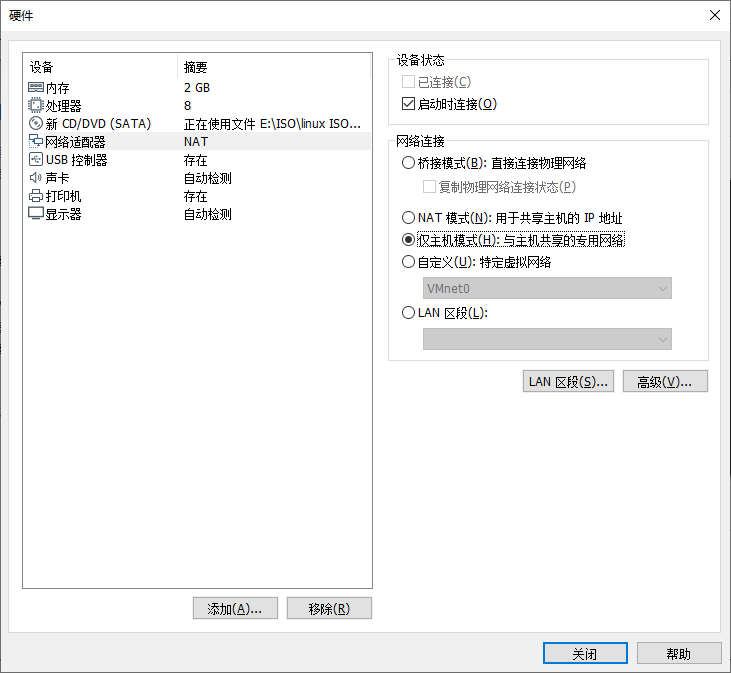 硬件
设备 摘要
内存 2 GB
处理器 8
新 CD/DVD (SATA) 正在使用文件 E:\ISO\linux ISO...
网络适配器 NAT
USB 控制器 存在
声卡 自动检测
打印机 存在
显示器 自动检测
添加(A)... 移除(R)
设备状态
已连接(C)
启动时连接(O)
网络连接
桥接模式(B): 直接连接物理网络
复制物理网络连接状态(P)
NAT 模式(N): 用于共享主机的 IP 地址
仅主机模式(H): 与主机共享的专用网络
自定义(U): 特定虚拟网络
VMnet0
LAN 区段(L):
LAN 区段(S)... 高级(V)...
关闭 帮助